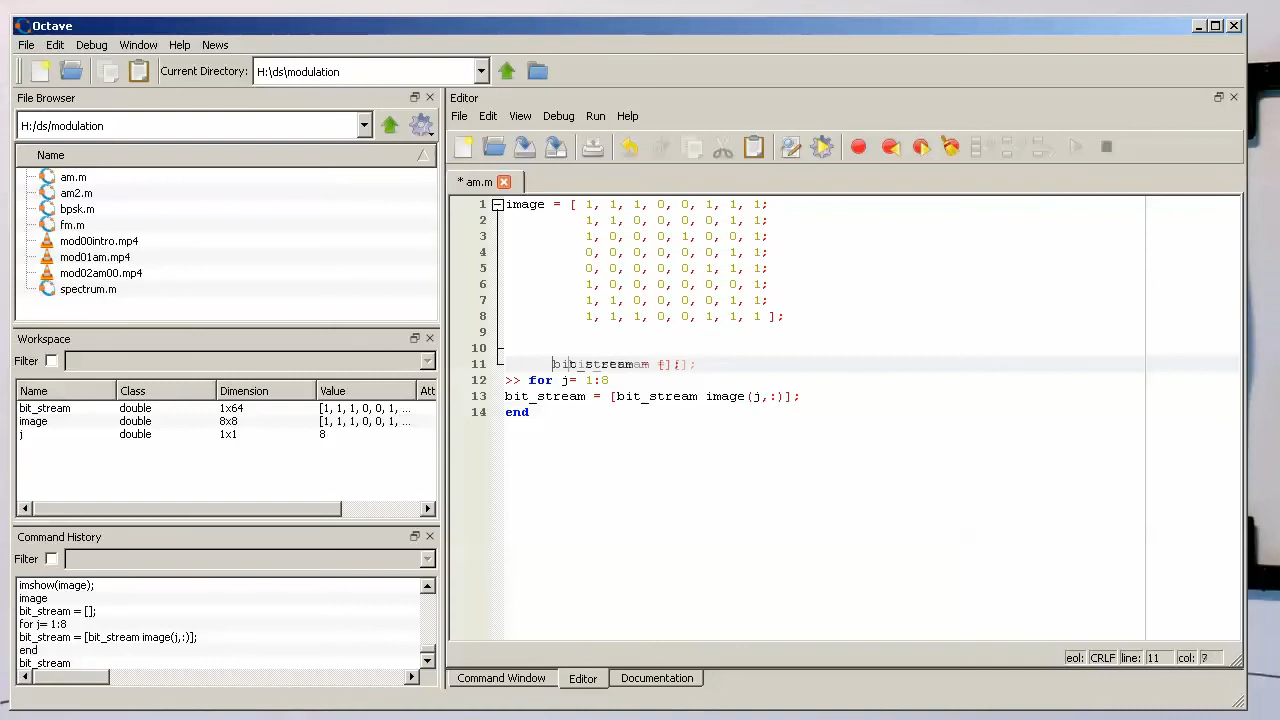 Octave
File Edit Debug Window Help News
Current Directory: H:\ds\modulation
File Browser
H:/ds/modulation
Name
am.m
am2.m
bpsk.m
fm.m
mod00intro.mp4
mod01am.mp4
mod02am00.mp4
spectrum.m
Workspace
Filter
Name Class Dimension Value Att
bit_stream double 1x64 [1, 1, 1, 0, 0, 1, ...
image double 8x8 [1, 1, 1, 0, 0, 1, ...
j double 1x1 8
Command History
Filter
imshow(image);
image
bit_stream = [];
for j= 1:8
bit_stream = [bit_stream image(j,:)];
end
bit_stream
Editor
File Edit View Debug Run Help
* am.m
1 image = [ 1, 1, 1, 0, 0, 1, 1, 1;
2 1, 1, 0, 0, 0, 0, 1, 1;
3 1, 0, 0, 0, 1, 0, 0, 1;
4 0, 0, 0, 0, 0, 0, 1, 1;
5 0, 0, 0, 0, 0, 1, 1, 1;
6 1, 0, 0, 0, 0, 0, 0, 1;
7 1, 1, 0, 0, 0, 0, 1, 1;
8 1, 1, 1, 0, 0, 1, 1, 1 ];
9
10
11 bit_stream = [];
12 >> for j= 1:8
13 bit_stream = [bit_stream image(j,:)];
14 end
eol: CRLF line: 11 col: 7
Command Window Editor Documentation